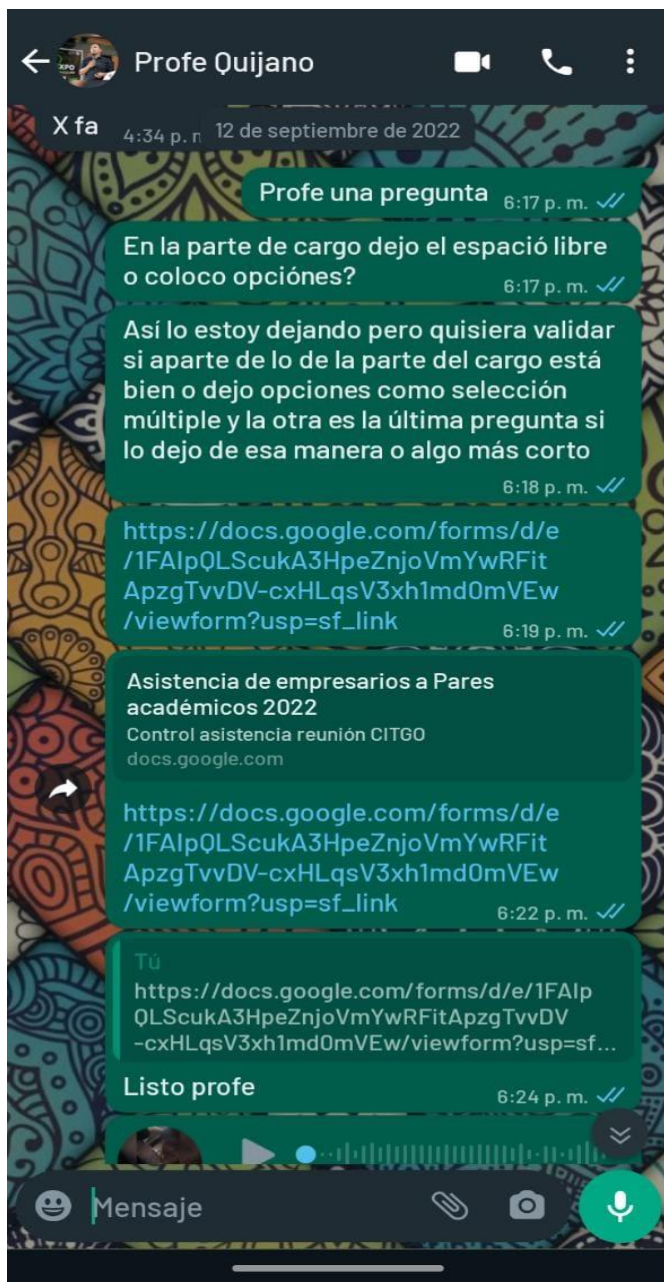 Profe Quijano
X fa
4:34 p. m
12 de septiembre de 2022
Profe una pregunta 6:17 p. m.
En la parte de cargo dejo el espació libre
o coloco opciónes? 6:17 p. m.
Así lo estoy dejando pero quisiera validar
si aparte de lo de la parte del cargo está
bien o dejo opciones como selección
múltiple y la otra es la última pregunta si
lo dejo de esa manera o algo más corto
6:18 p. m.
https://docs.google.com/forms/d/e
/1FAIpQLScukA3HpeZnjoVmYwRFit
ApzgTvvDV-cxHLqsV3xh1md0mVEw
/viewform?usp=sf_link 6:19 p. m.
Asistencia de empresarios a Pares
académicos 2022
Control asistencia reunión CITGO
docs.google.com
https://docs.google.com/forms/d/e
/1FAIpQLScukA3HpeZnjoVmYwRFit
ApzgTvvDV-cxHLqsV3xh1md0mVEw
/viewform?usp=sf_link 6:22 p. m.
Tú
https://docs.google.com/forms/d/e/1FAIp
QLScukA3HpeZnjoVmYwRFitApzgTvvDV
-cxHLqsV3xh1md0mVEw/viewform?usp=sf...
Listo profe 6:24 p. m.
Mensaje